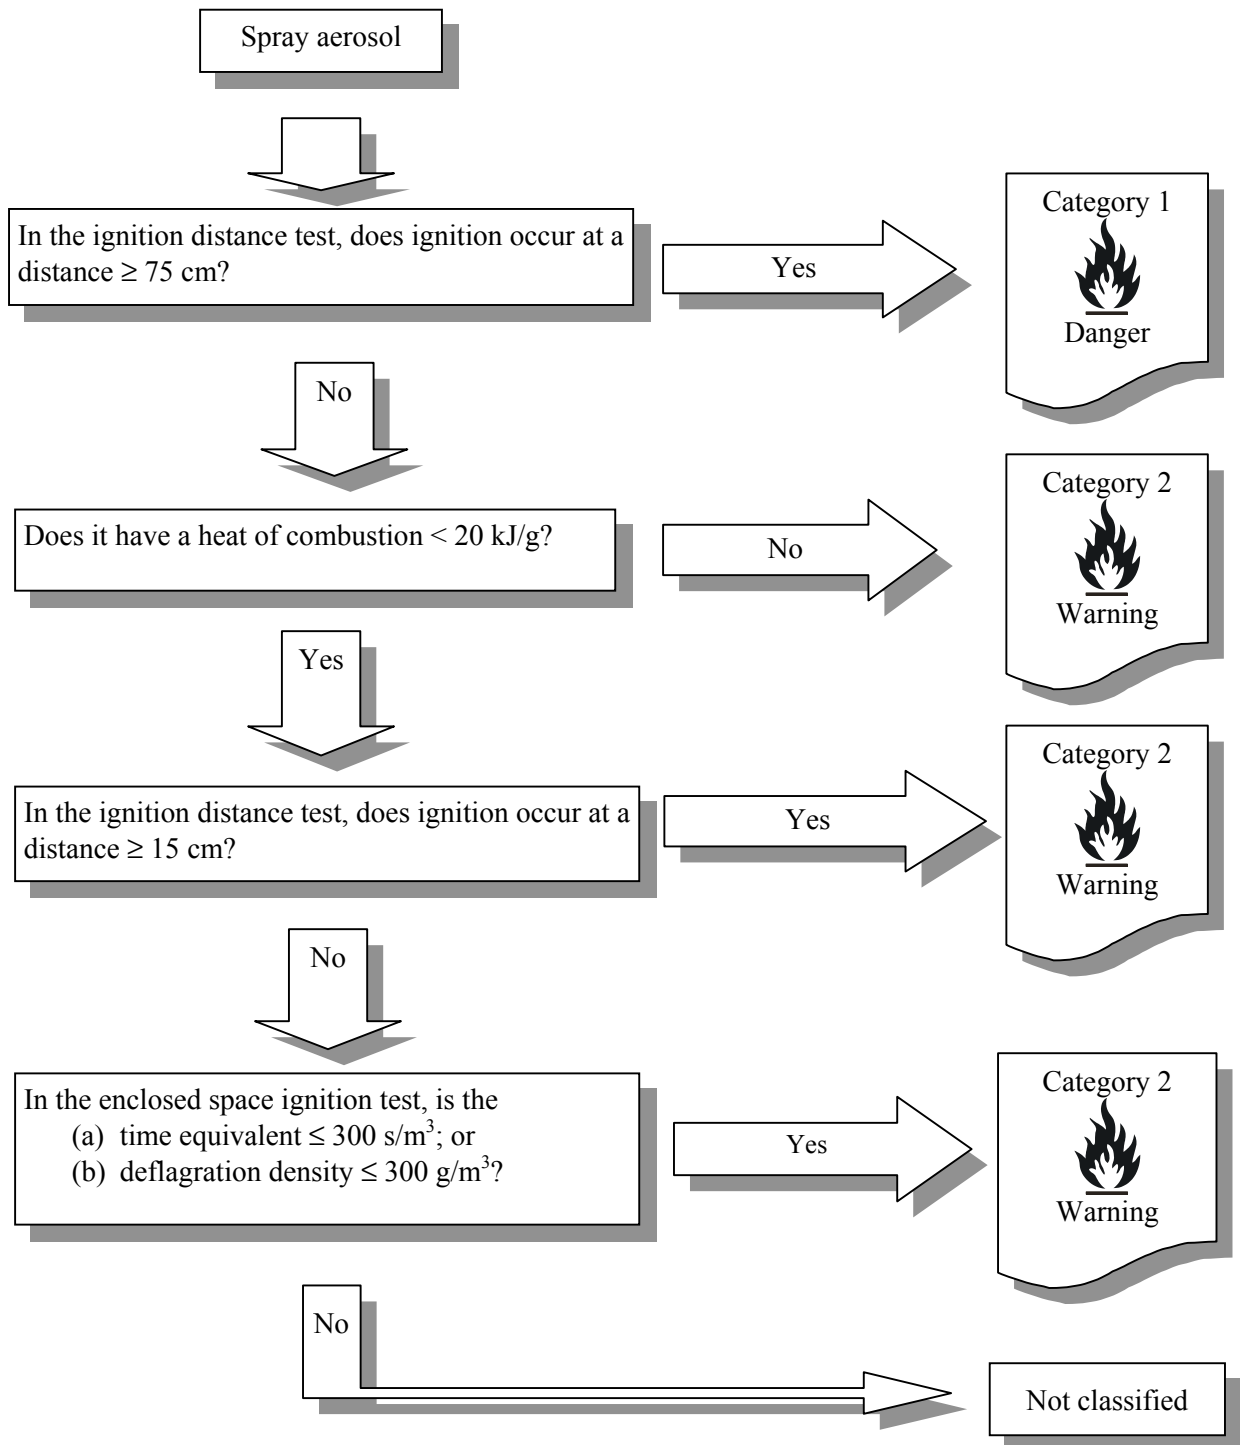 Spray aerosol
In the ignition distance test, does ignition occur at a
distance ≥ 75 cm?
Yes
Category 1
Danger
No
Does it have a heat of combustion < 20 kJ/g?
No
Category 2
Warning
Yes
In the ignition distance test, does ignition occur at a
distance ≥ 15 cm?
Yes
Category 2
Warning
No
In the enclosed space ignition test, is the
(a) time equivalent ≤ 300 s/m³; or
(b) deflagration density ≤ 300 g/m³?
Yes
Category 2
Warning
No
Not classified